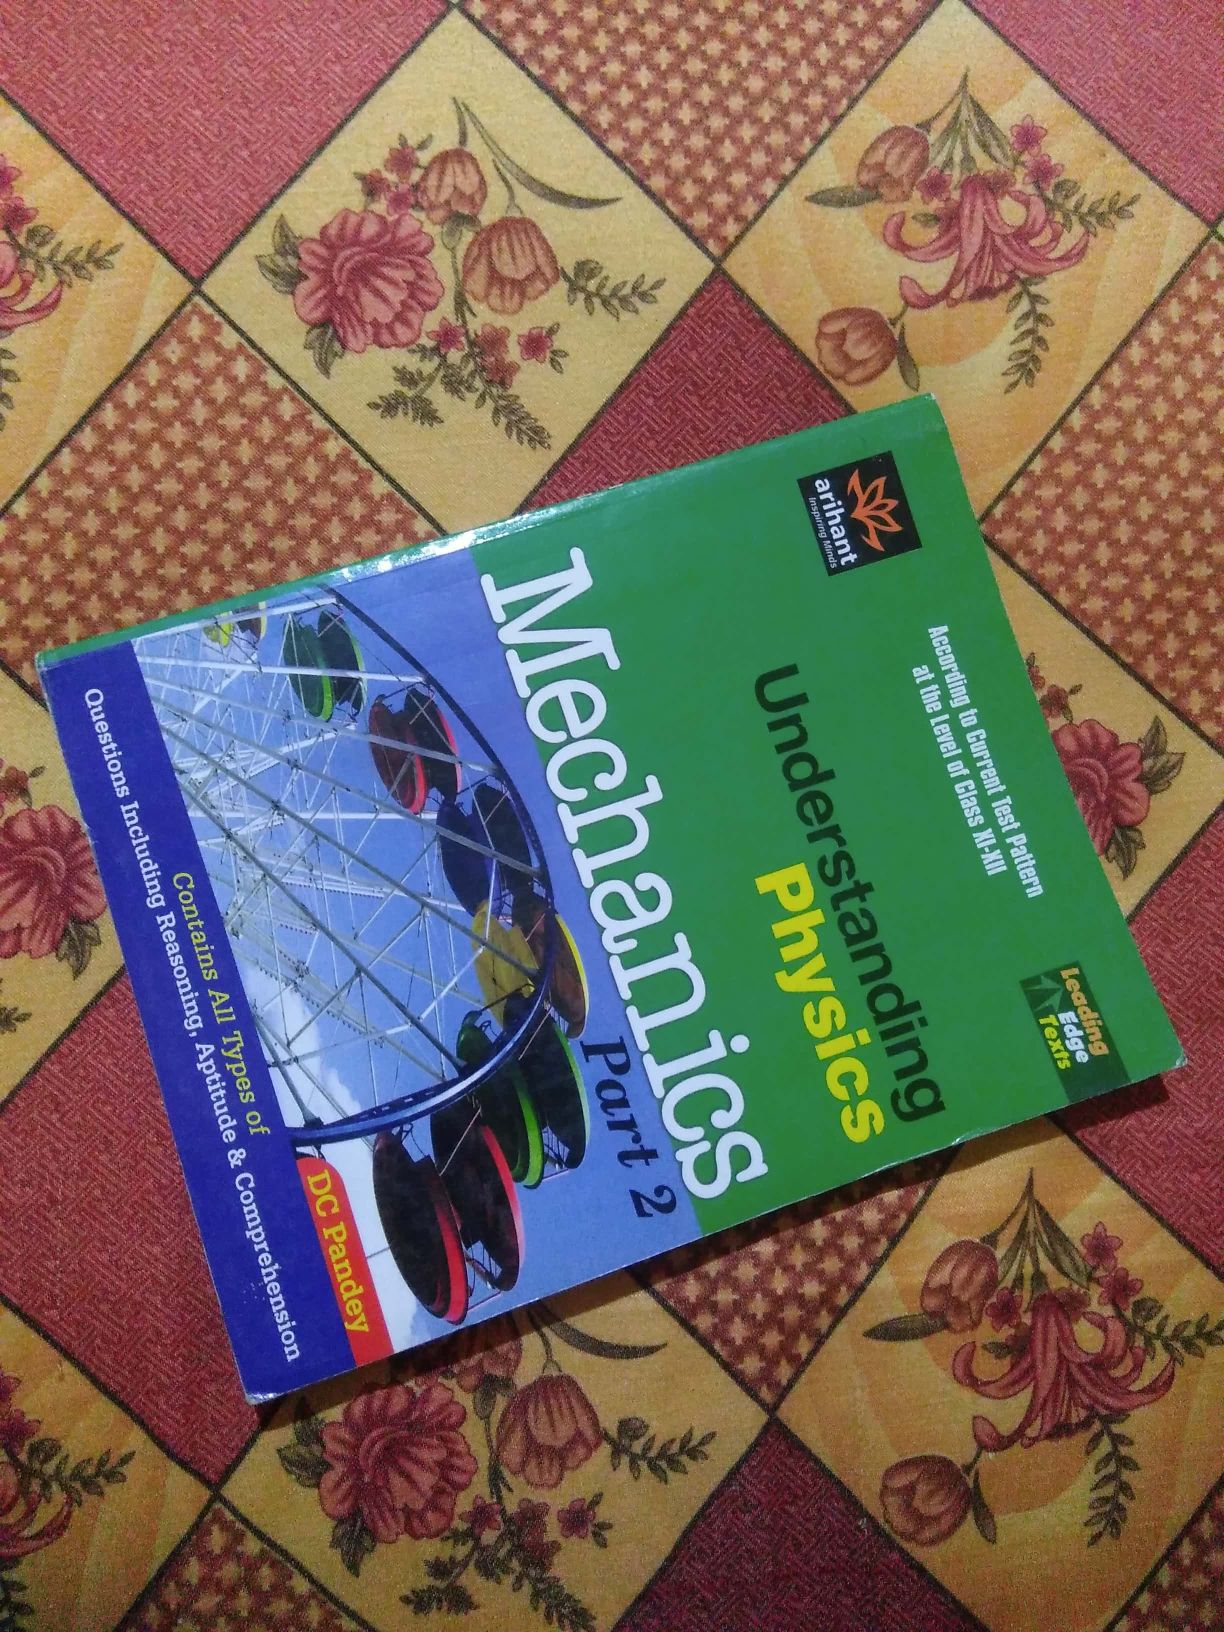 arihant
Inspiring Minds
According to Current Test Pattern
at the Level of Class XI-XII
Leading
Edge
Texts
Understanding
Physics
Mechanics
Part 2
DC Pandey
Contains All Types of
Questions Including Reasoning, Aptitude & Comprehension